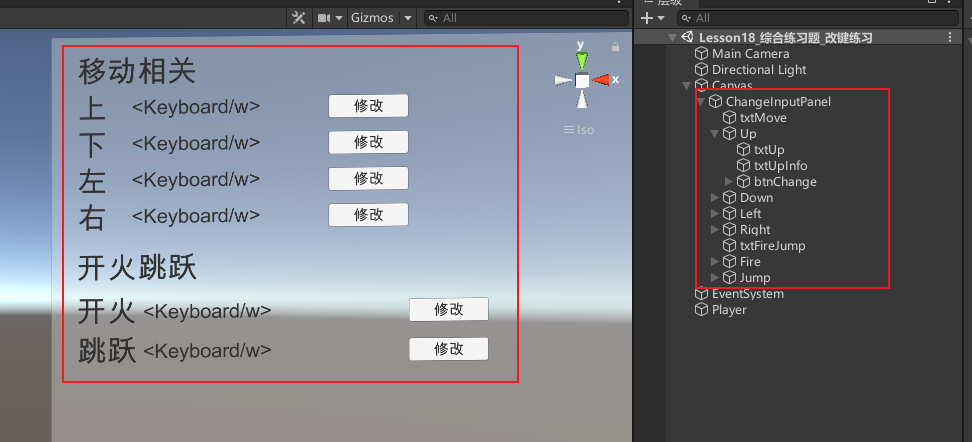 Gizmos
All
移动相关
上 <Keyboard/w> 修改
下 <Keyboard/w> 修改
左 <Keyboard/w> 修改
右 <Keyboard/w> 修改
开火跳跃
开火 <Keyboard/w> 修改
跳跃 <Keyboard/w> 修改
y
x
Iso
层级
All
Lesson18_综合练习题_改键练习
Main Camera
Directional Light
Canvas
ChangeInputPanel
txtMove
Up
txtUp
txtUpInfo
btnChange
Down
Left
Right
txtFireJump
Fire
Jump
EventSystem
Player